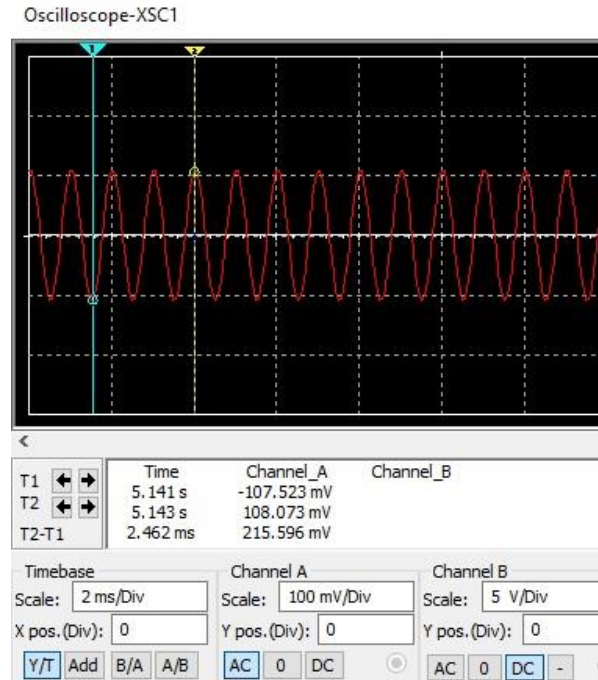 Oscilloscope-XSC1
1 2
<
Time Channel_A Channel_B
T1 5.141 s -107.523 mV
T2 5.143 s 108.073 mV
T2-T1 2.462 ms 215.596 mV
Timebase Channel A Channel B
Scale: 2 ms/Div Scale: 100 mV/Div Scale: 5 V/Div
X pos.(Div): 0 Y pos.(Div): 0 Y pos.(Div): 0
Y/T Add B/A A/B AC 0 DC AC 0 DC -